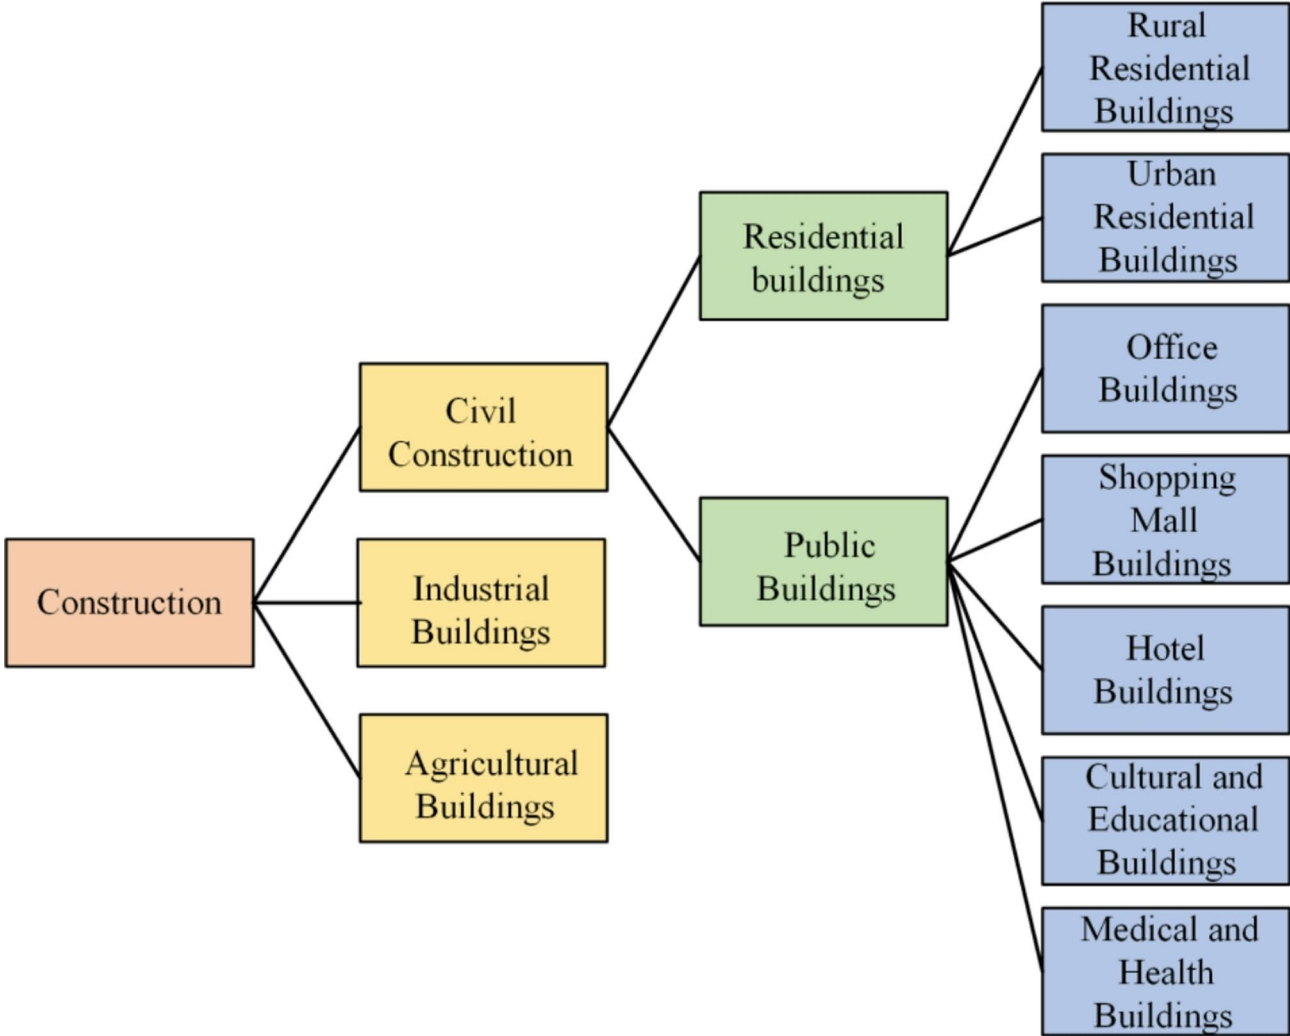 Construction
Civil
Construction
Industrial
Buildings
Agricultural
Buildings
Residential
buildings
Public
Buildings
Rural
Residential
Buildings
Urban
Residential
Buildings
Office
Buildings
Shopping
Mall
Buildings
Hotel
Buildings
Cultural and
Educational
Buildings
Medical and
Health
Buildings